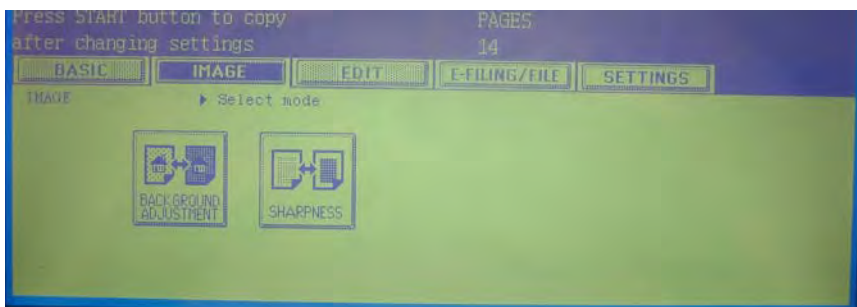 Press START button to copy PAGES
after changing settings 14
BASIC IMAGE EDIT E-FILING/FILE SETTINGS
IMAGE ▶ Select mode
BACKGROUND
ADJUSTMENT
SHARPNESS